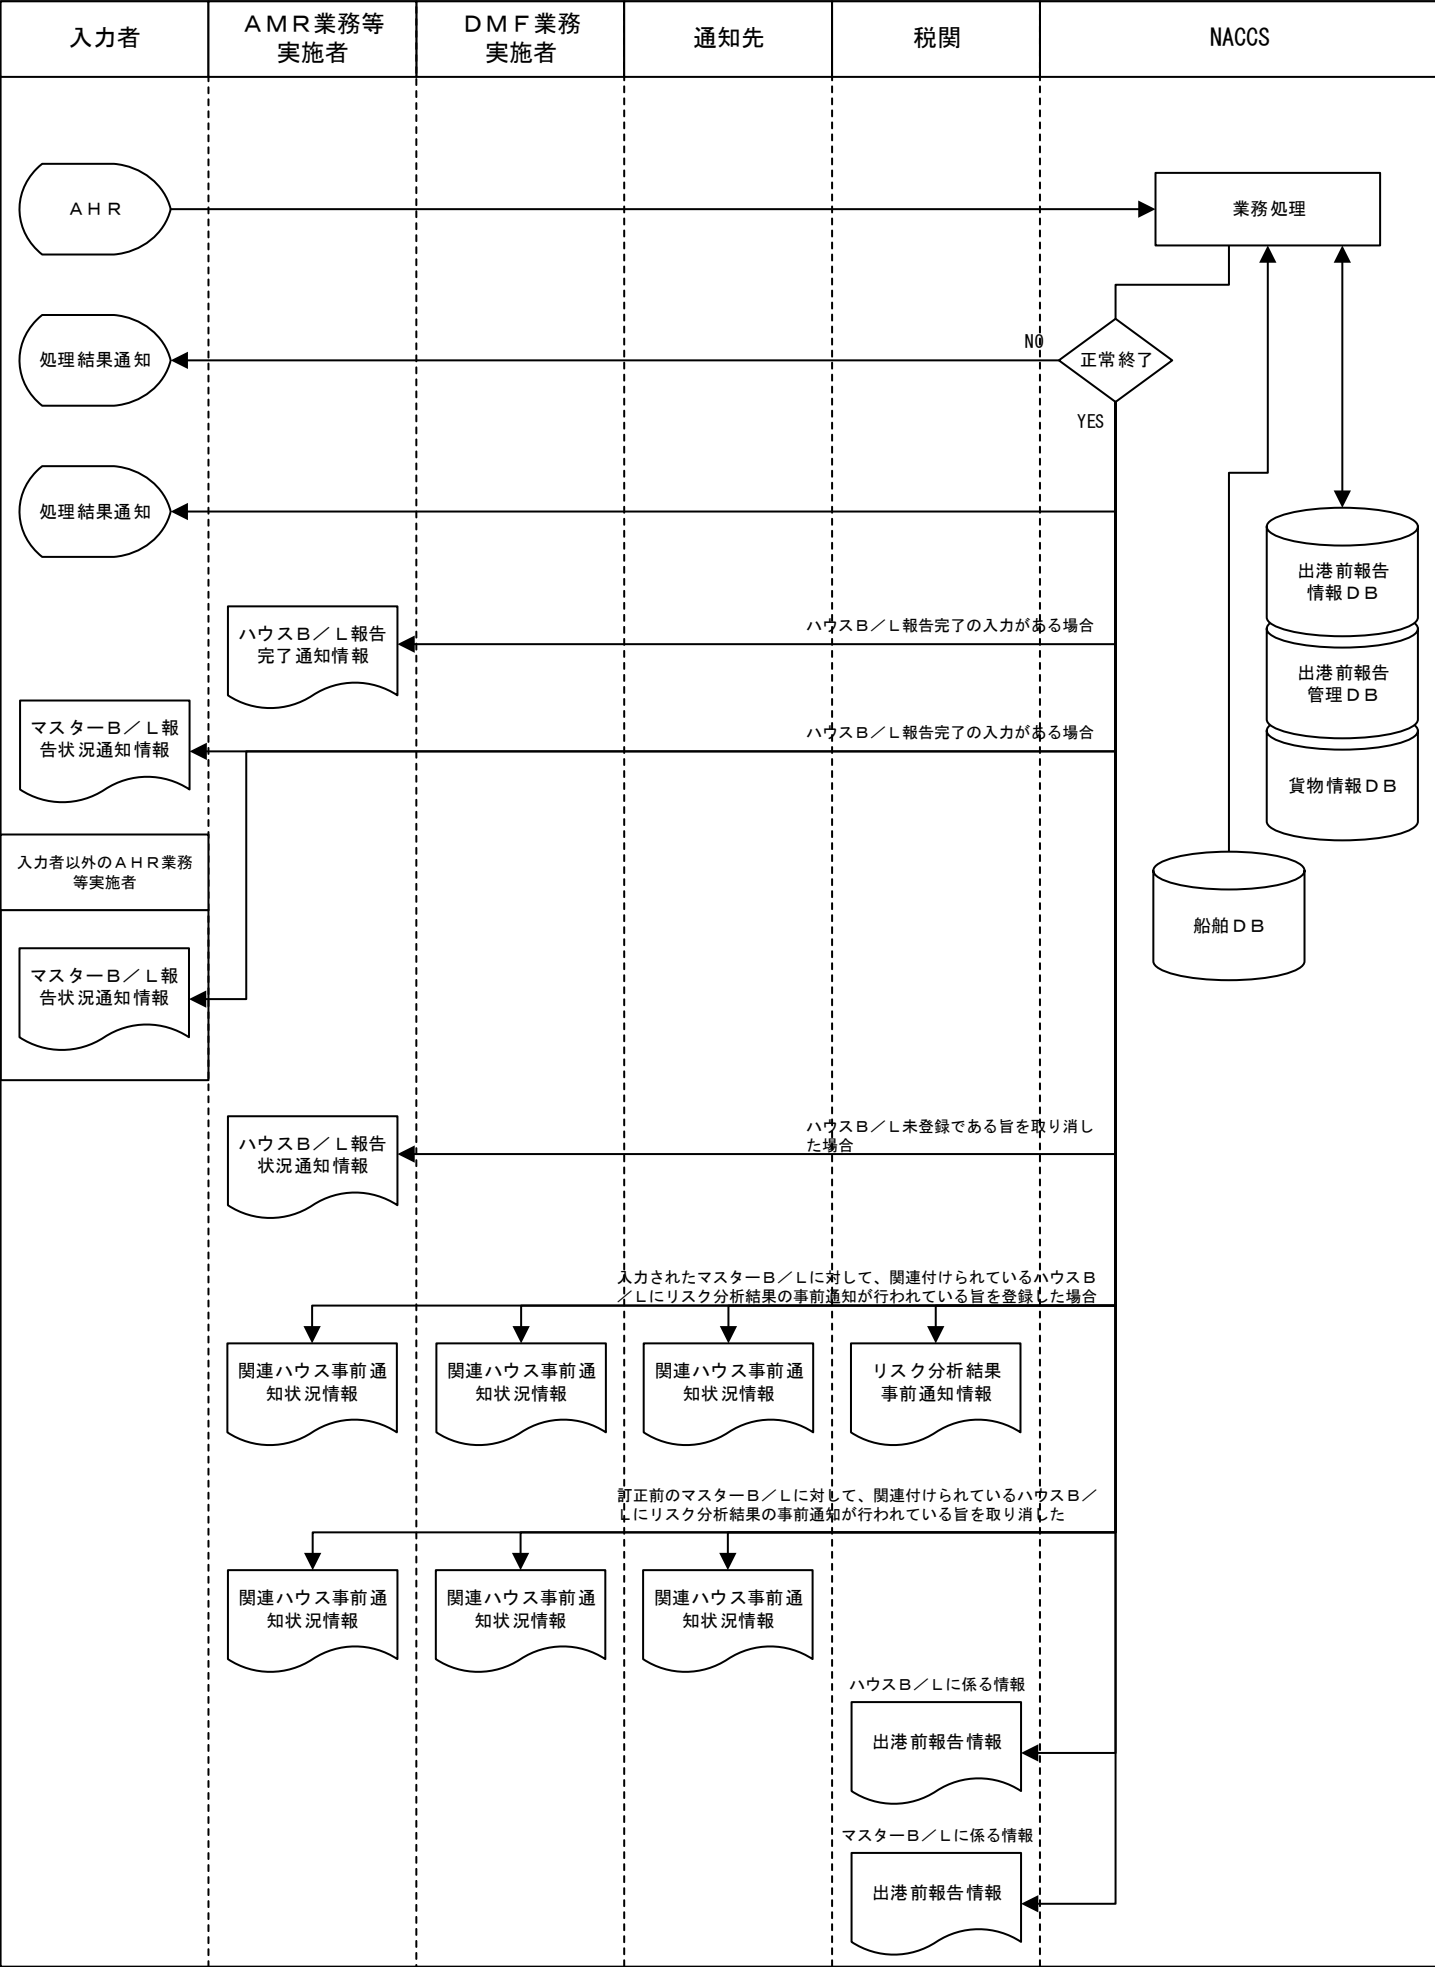 入力者
ＡＭＲ業務等
実施者
ＤＭＦ業務
実施者
通知先
税関
NACCS
ＡＨＲ
業務処理
処理結果通知
NO
正常終了
YES
処理結果通知
出港前報告
情報ＤＢ
ハウスＢ／Ｌ報告
完了通知情報
ハウスＢ／Ｌ報告完了の入力がある場合
出港前報告
管理ＤＢ
マスターＢ／Ｌ報
告状況通知情報
ハウスＢ／Ｌ報告完了の入力がある場合
貨物情報ＤＢ
入力者以外のＡＨＲ業務
等実施者
船舶ＤＢ
マスターＢ／Ｌ報
告状況通知情報
ハウスＢ／Ｌ報告
状況通知情報
ハウスＢ／Ｌ未登録である旨を取り消し
た場合
入力されたマスターＢ／Ｌに対して、関連付けられているハウスＢ
／Ｌにリスク分析結果の事前通知が行われている旨を登録した場合
関連ハウス事前通
知状況情報
関連ハウス事前通
知状況情報
関連ハウス事前通
知状況情報
リスク分析結果
事前通知情報
訂正前のマスターＢ／Ｌに対して、関連付けられているハウスＢ／
Ｌにリスク分析結果の事前通知が行われている旨を取り消した
関連ハウス事前通
知状況情報
関連ハウス事前通
知状況情報
関連ハウス事前通
知状況情報
ハウスＢ／Ｌに係る情報
出港前報告情報
マスターＢ／Ｌに係る情報
出港前報告情報